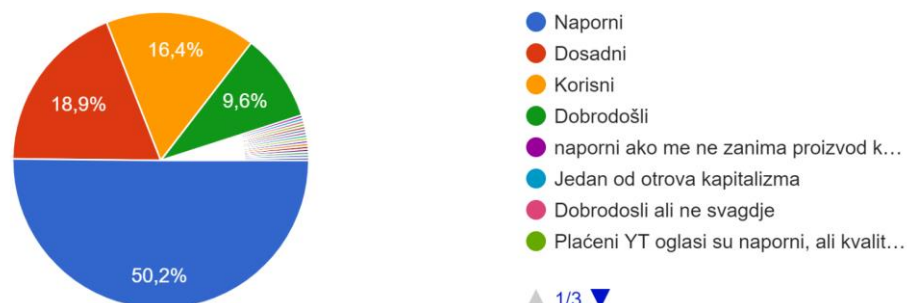 16,4%
18,9%
9,6%
50,2%
Naporni
Dosadni
Korisni
Dobrodošli
naporni ako me ne zanima proizvod k…
Jedan od otrova kapitalizma
Dobrodosli ali ne svagdje
Plaćeni YT oglasi su naporni, ali kvalit…
1/3